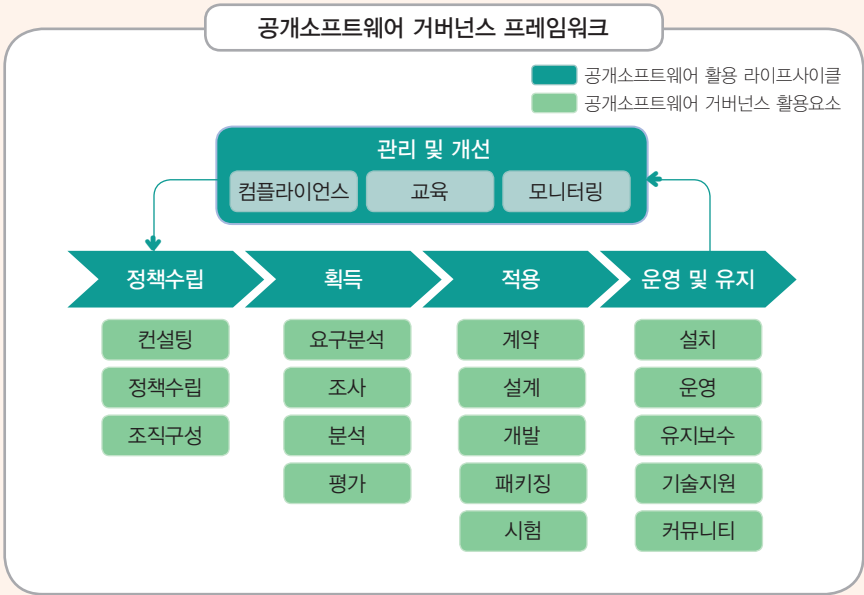 공개소프트웨어 거버넌스 프레임워크
공개소프트웨어 활용 라이프사이클
공개소프트웨어 거버넌스 활용요소
관리 및 개선
컴플라이언스 교육 모니터링
정책수립 획득 적용 운영 및 유지
컨설팅 요구분석 계약 설치
정책수립 조사 설계 운영
조직구성 분석 개발 유지보수
평가 패키징 기술지원
시험 커뮤니티